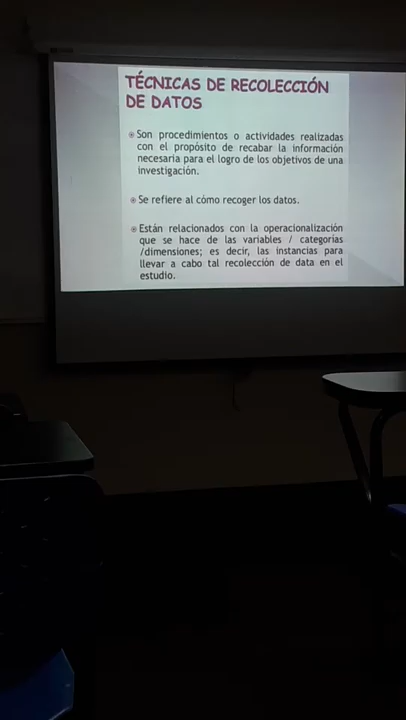 TÉCNICAS DE RECOLECCIÓN
DE DATOS
Son procedimientos o actividades realizadas
con el propósito de recabar la información
necesaria para el logro de los objetivos de una
investigación.
Se refiere al cómo recoger los datos.
Están relacionados con la operacionalización
que se hace de las variables / categorías
/dimensiones; es decir, las instancias para
llevar a cabo tal recolección de data en el
estudio.